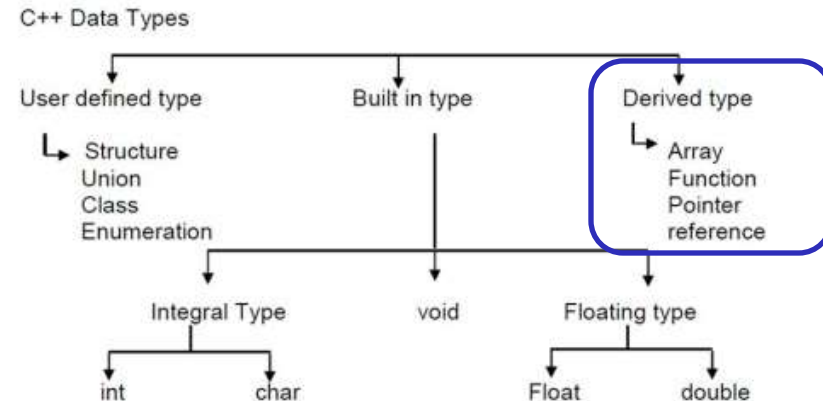 C++ Data Types
User defined type
Built in type
Derived type
Structure
Union
Class
Enumeration
Array
Function
Pointer
reference
Integral Type
void
Floating type
int
char
Float
double